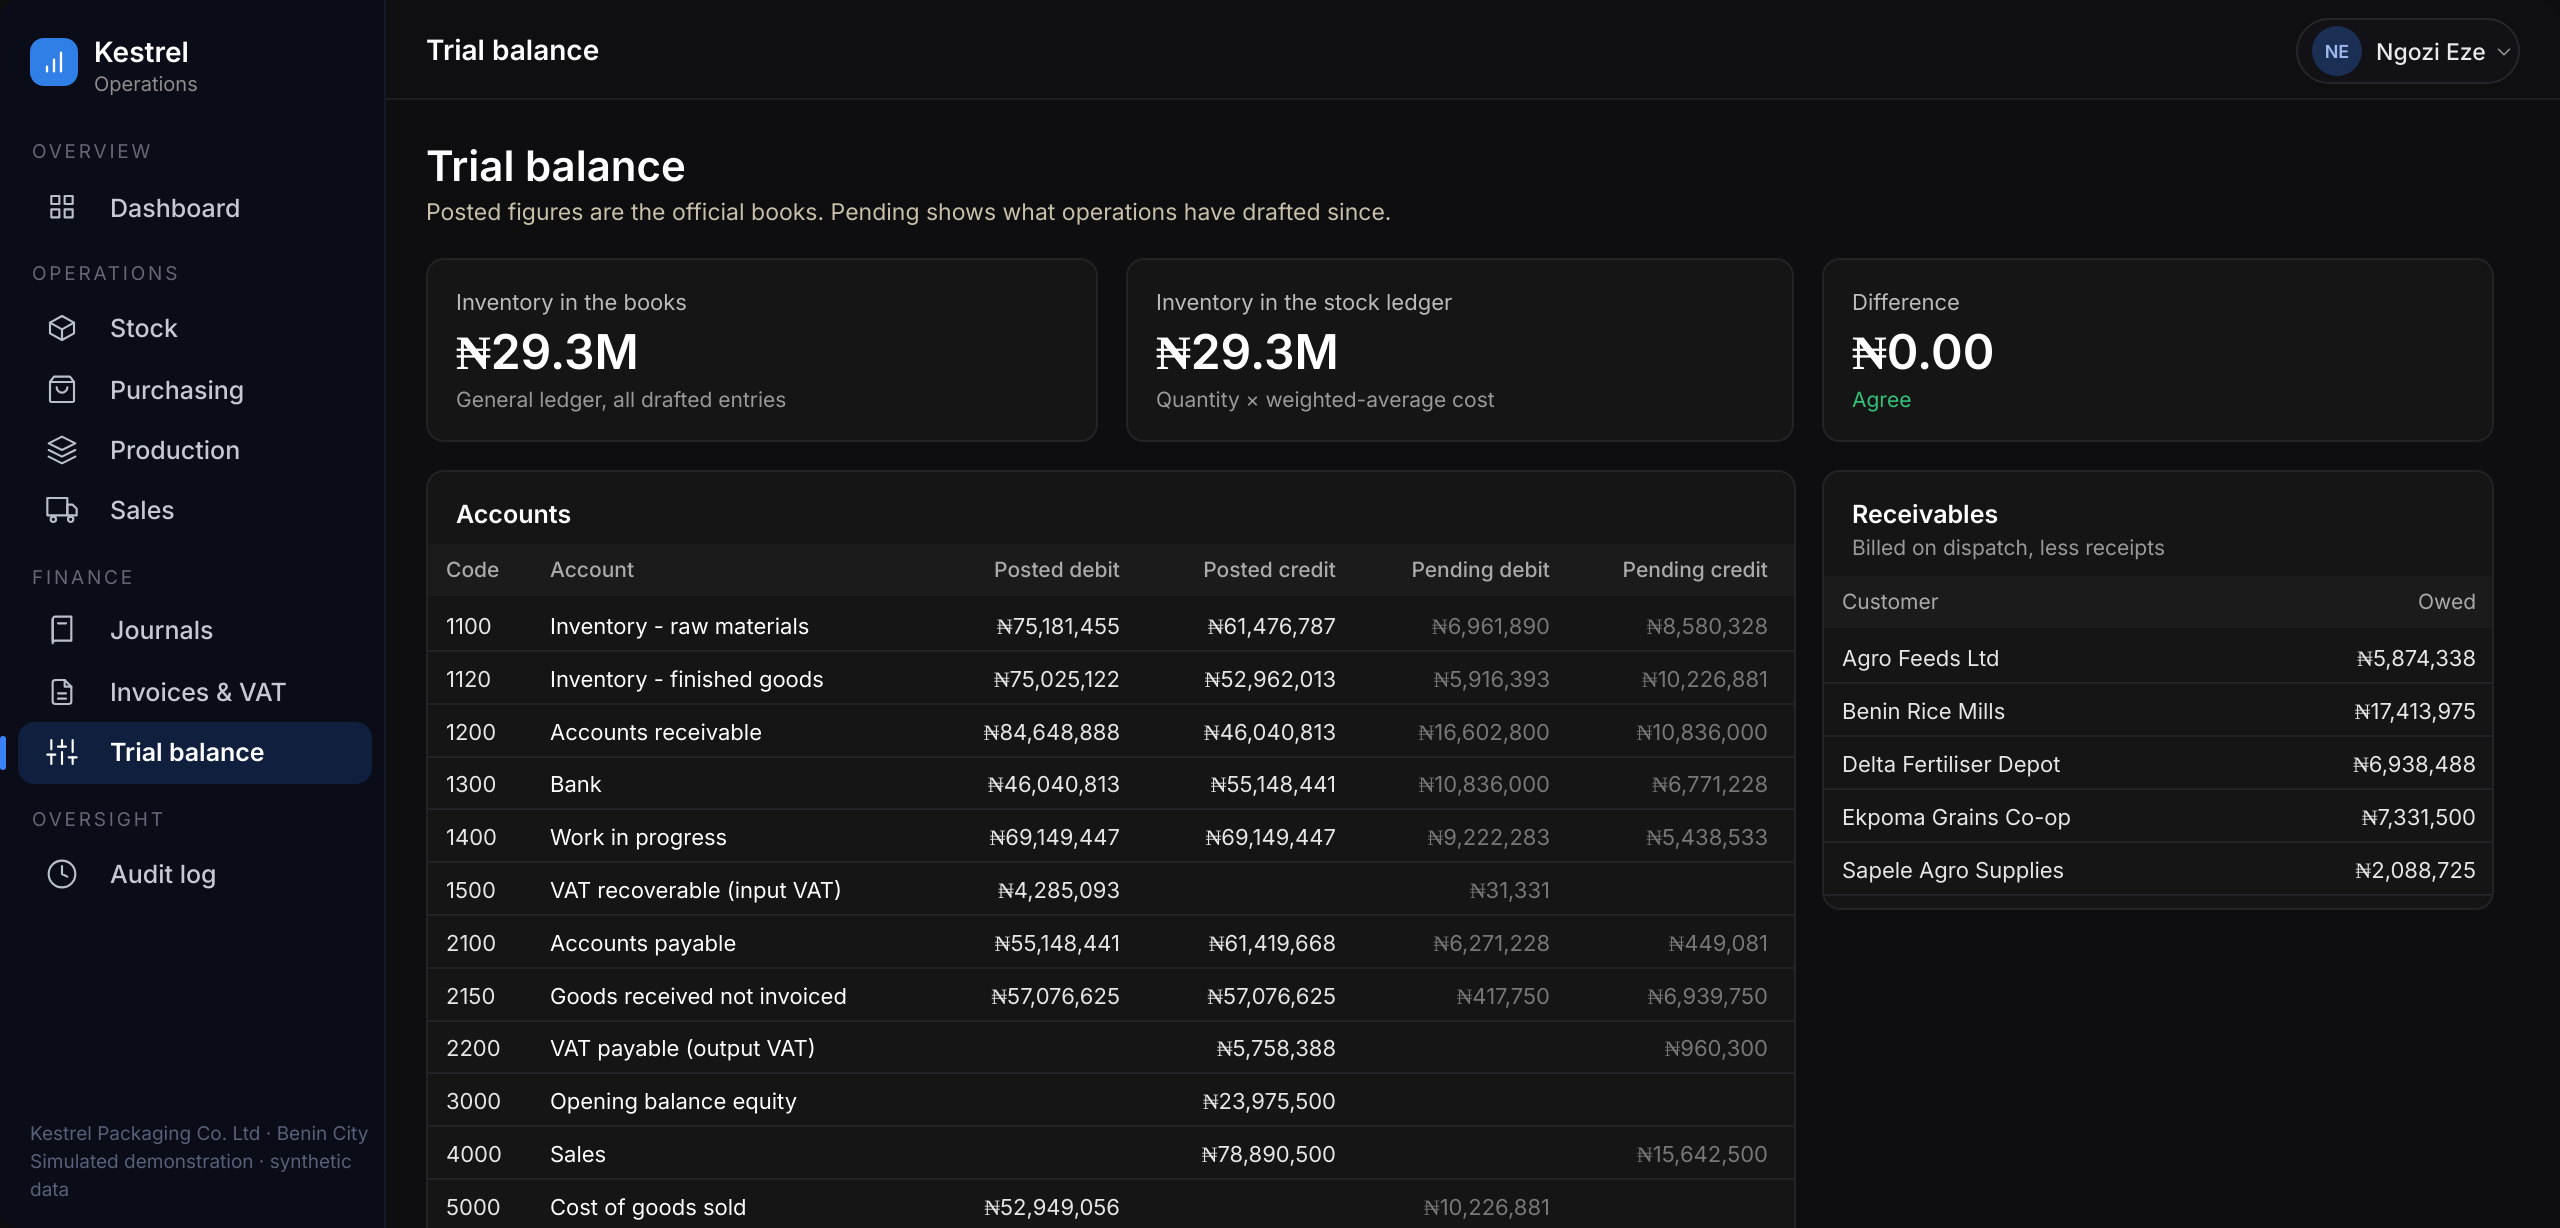 Kestrel
Operations
OVERVIEW
Dashboard
OPERATIONS
Stock
Purchasing
Production
Sales
FINANCE
Journals
Invoices & VAT
Trial balance
OVERSIGHT
Audit log
Kestrel Packaging Co. Ltd · Benin City
Simulated demonstration · synthetic
data
Trial balance
NE Ngozi Eze
Trial balance
Posted figures are the official books. Pending shows what operations have drafted since.
Inventory in the books
₦29.3M
General ledger, all drafted entries
Inventory in the stock ledger
₦29.3M
Quantity × weighted-average cost
Difference
₦0.00
Agree
Accounts
Code Account Posted debit Posted credit Pending debit Pending credit
1100 Inventory - raw materials ₦75,181,455 ₦61,476,787 ₦6,961,890 ₦8,580,328
1120 Inventory - finished goods ₦75,025,122 ₦52,962,013 ₦5,916,393 ₦10,226,881
1200 Accounts receivable ₦84,648,888 ₦46,040,813 ₦16,602,800 ₦10,836,000
1300 Bank ₦46,040,813 ₦55,148,441 ₦10,836,000 ₦6,771,228
1400 Work in progress ₦69,149,447 ₦69,149,447 ₦9,222,283 ₦5,438,533
1500 VAT recoverable (input VAT) ₦4,285,093 ₦31,331
2100 Accounts payable ₦55,148,441 ₦61,419,668 ₦6,271,228 ₦449,081
2150 Goods received not invoiced ₦57,076,625 ₦57,076,625 ₦417,750 ₦6,939,750
2200 VAT payable (output VAT) ₦5,758,388 ₦960,300
3000 Opening balance equity ₦23,975,500
4000 Sales ₦78,890,500 ₦15,642,500
5000 Cost of goods sold ₦52,949,056 ₦10,226,881
Receivables
Billed on dispatch, less receipts
Customer Owed
Agro Feeds Ltd ₦5,874,338
Benin Rice Mills ₦17,413,975
Delta Fertiliser Depot ₦6,938,488
Ekpoma Grains Co-op ₦7,331,500
Sapele Agro Supplies ₦2,088,725